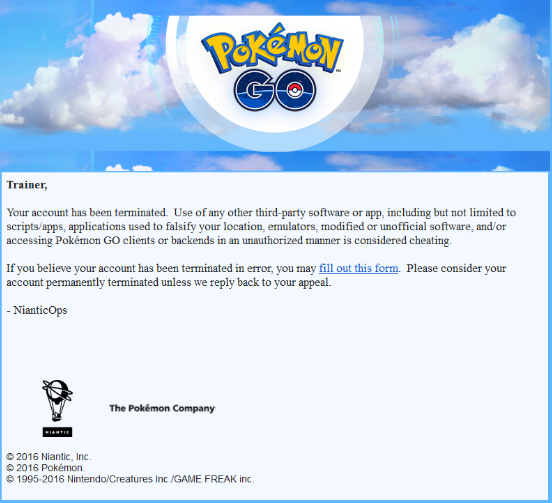 POKÉMON
GO
Trainer,
Your account has been terminated.  Use of any other third-party software or app, including but not limited to
scripts/apps, applications used to falsify your location, emulators, modified or unofficial software, and/or
accessing Pokémon GO clients or backends in an unauthorized manner is considered cheating.
If you believe your account has been terminated in error, you may fill out this form.  Please consider your
account permanently terminated unless we reply back to your appeal.
- NianticOps
The Pokémon Company
NIANTIC
© 2016 Niantic, Inc.
© 2016 Pokémon.
© 1995-2016 Nintendo/Creatures Inc./GAME FREAK inc.